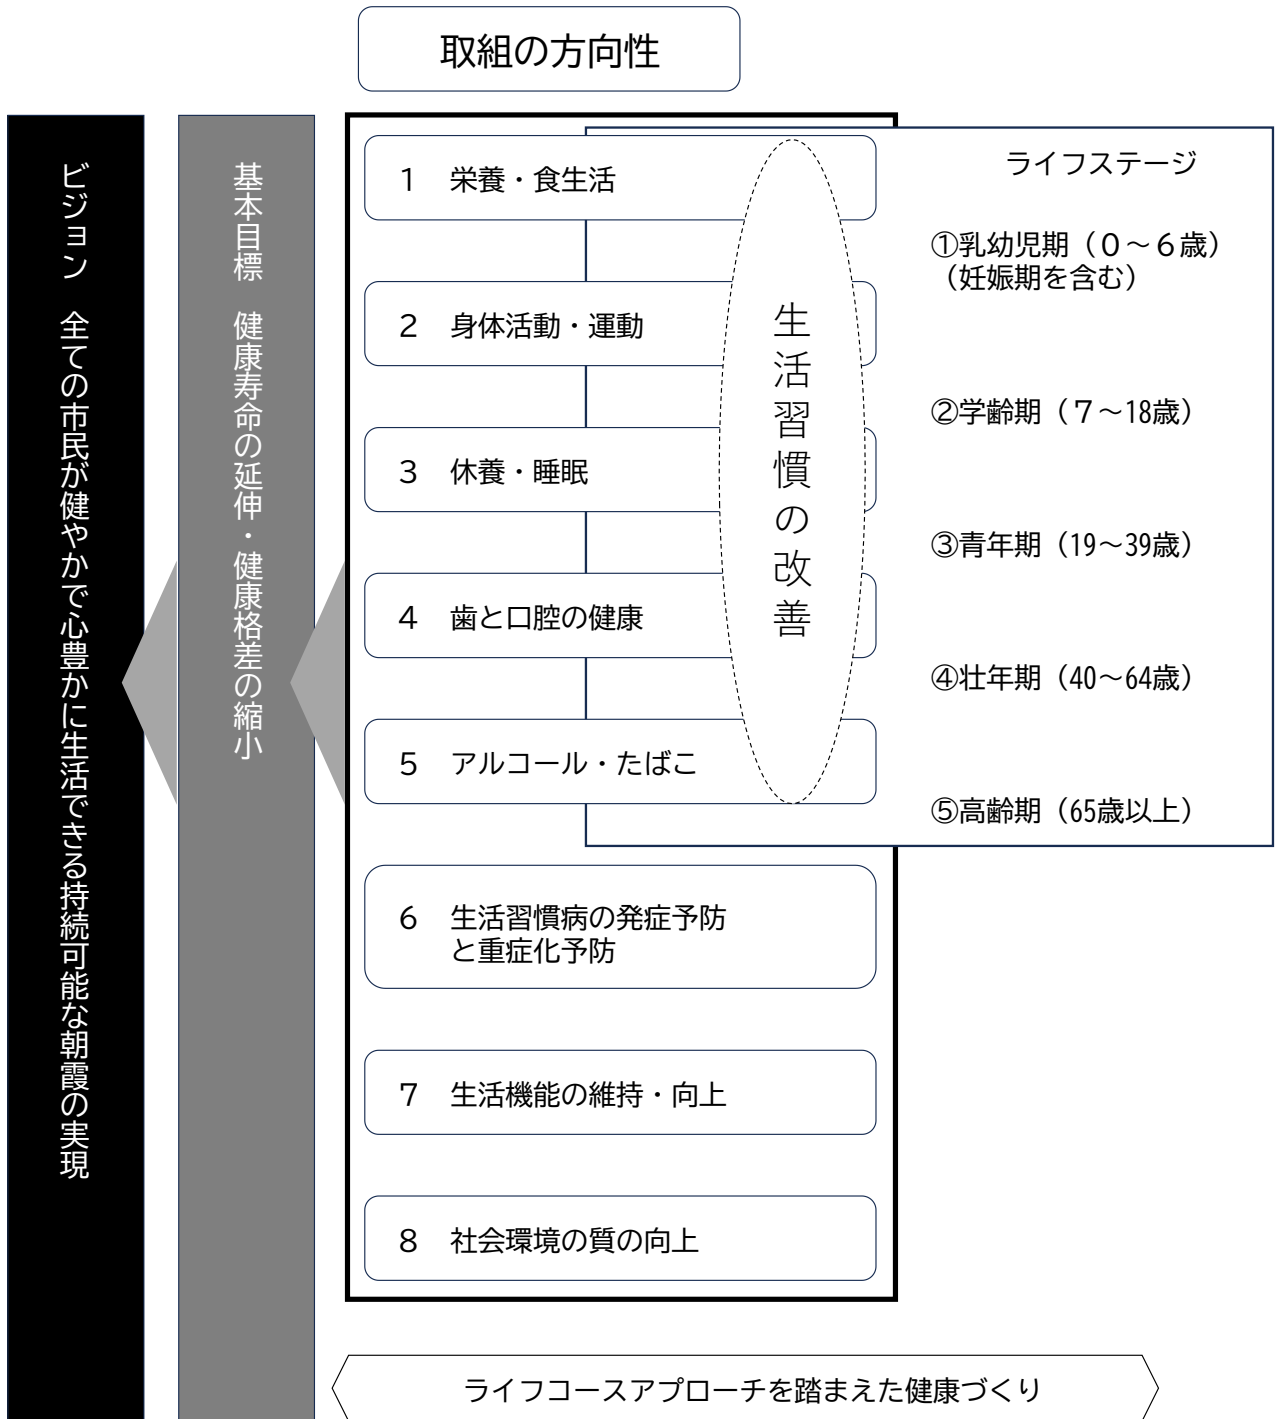 取組の方向性
ビジョン　全ての市民が健やかで心豊かに生活できる持続可能な朝霞の実現
基本目標　健康寿命の延伸・健康格差の縮小
1　栄養・食生活
2　身体活動・運動
3　休養・睡眠
4　歯と口腔の健康
5　アルコール・たばこ
生活習慣の改善
6　生活習慣病の発症予防
と重症化予防
7　生活機能の維持・向上
8　社会環境の質の向上
ライフステージ
①乳幼児期（０～６歳）
（妊娠期を含む）
②学齢期（７～18歳）
③青年期（19～39歳）
④壮年期（40～64歳）
⑤高齢期（65歳以上）
ライフコースアプローチを踏まえた健康づくり